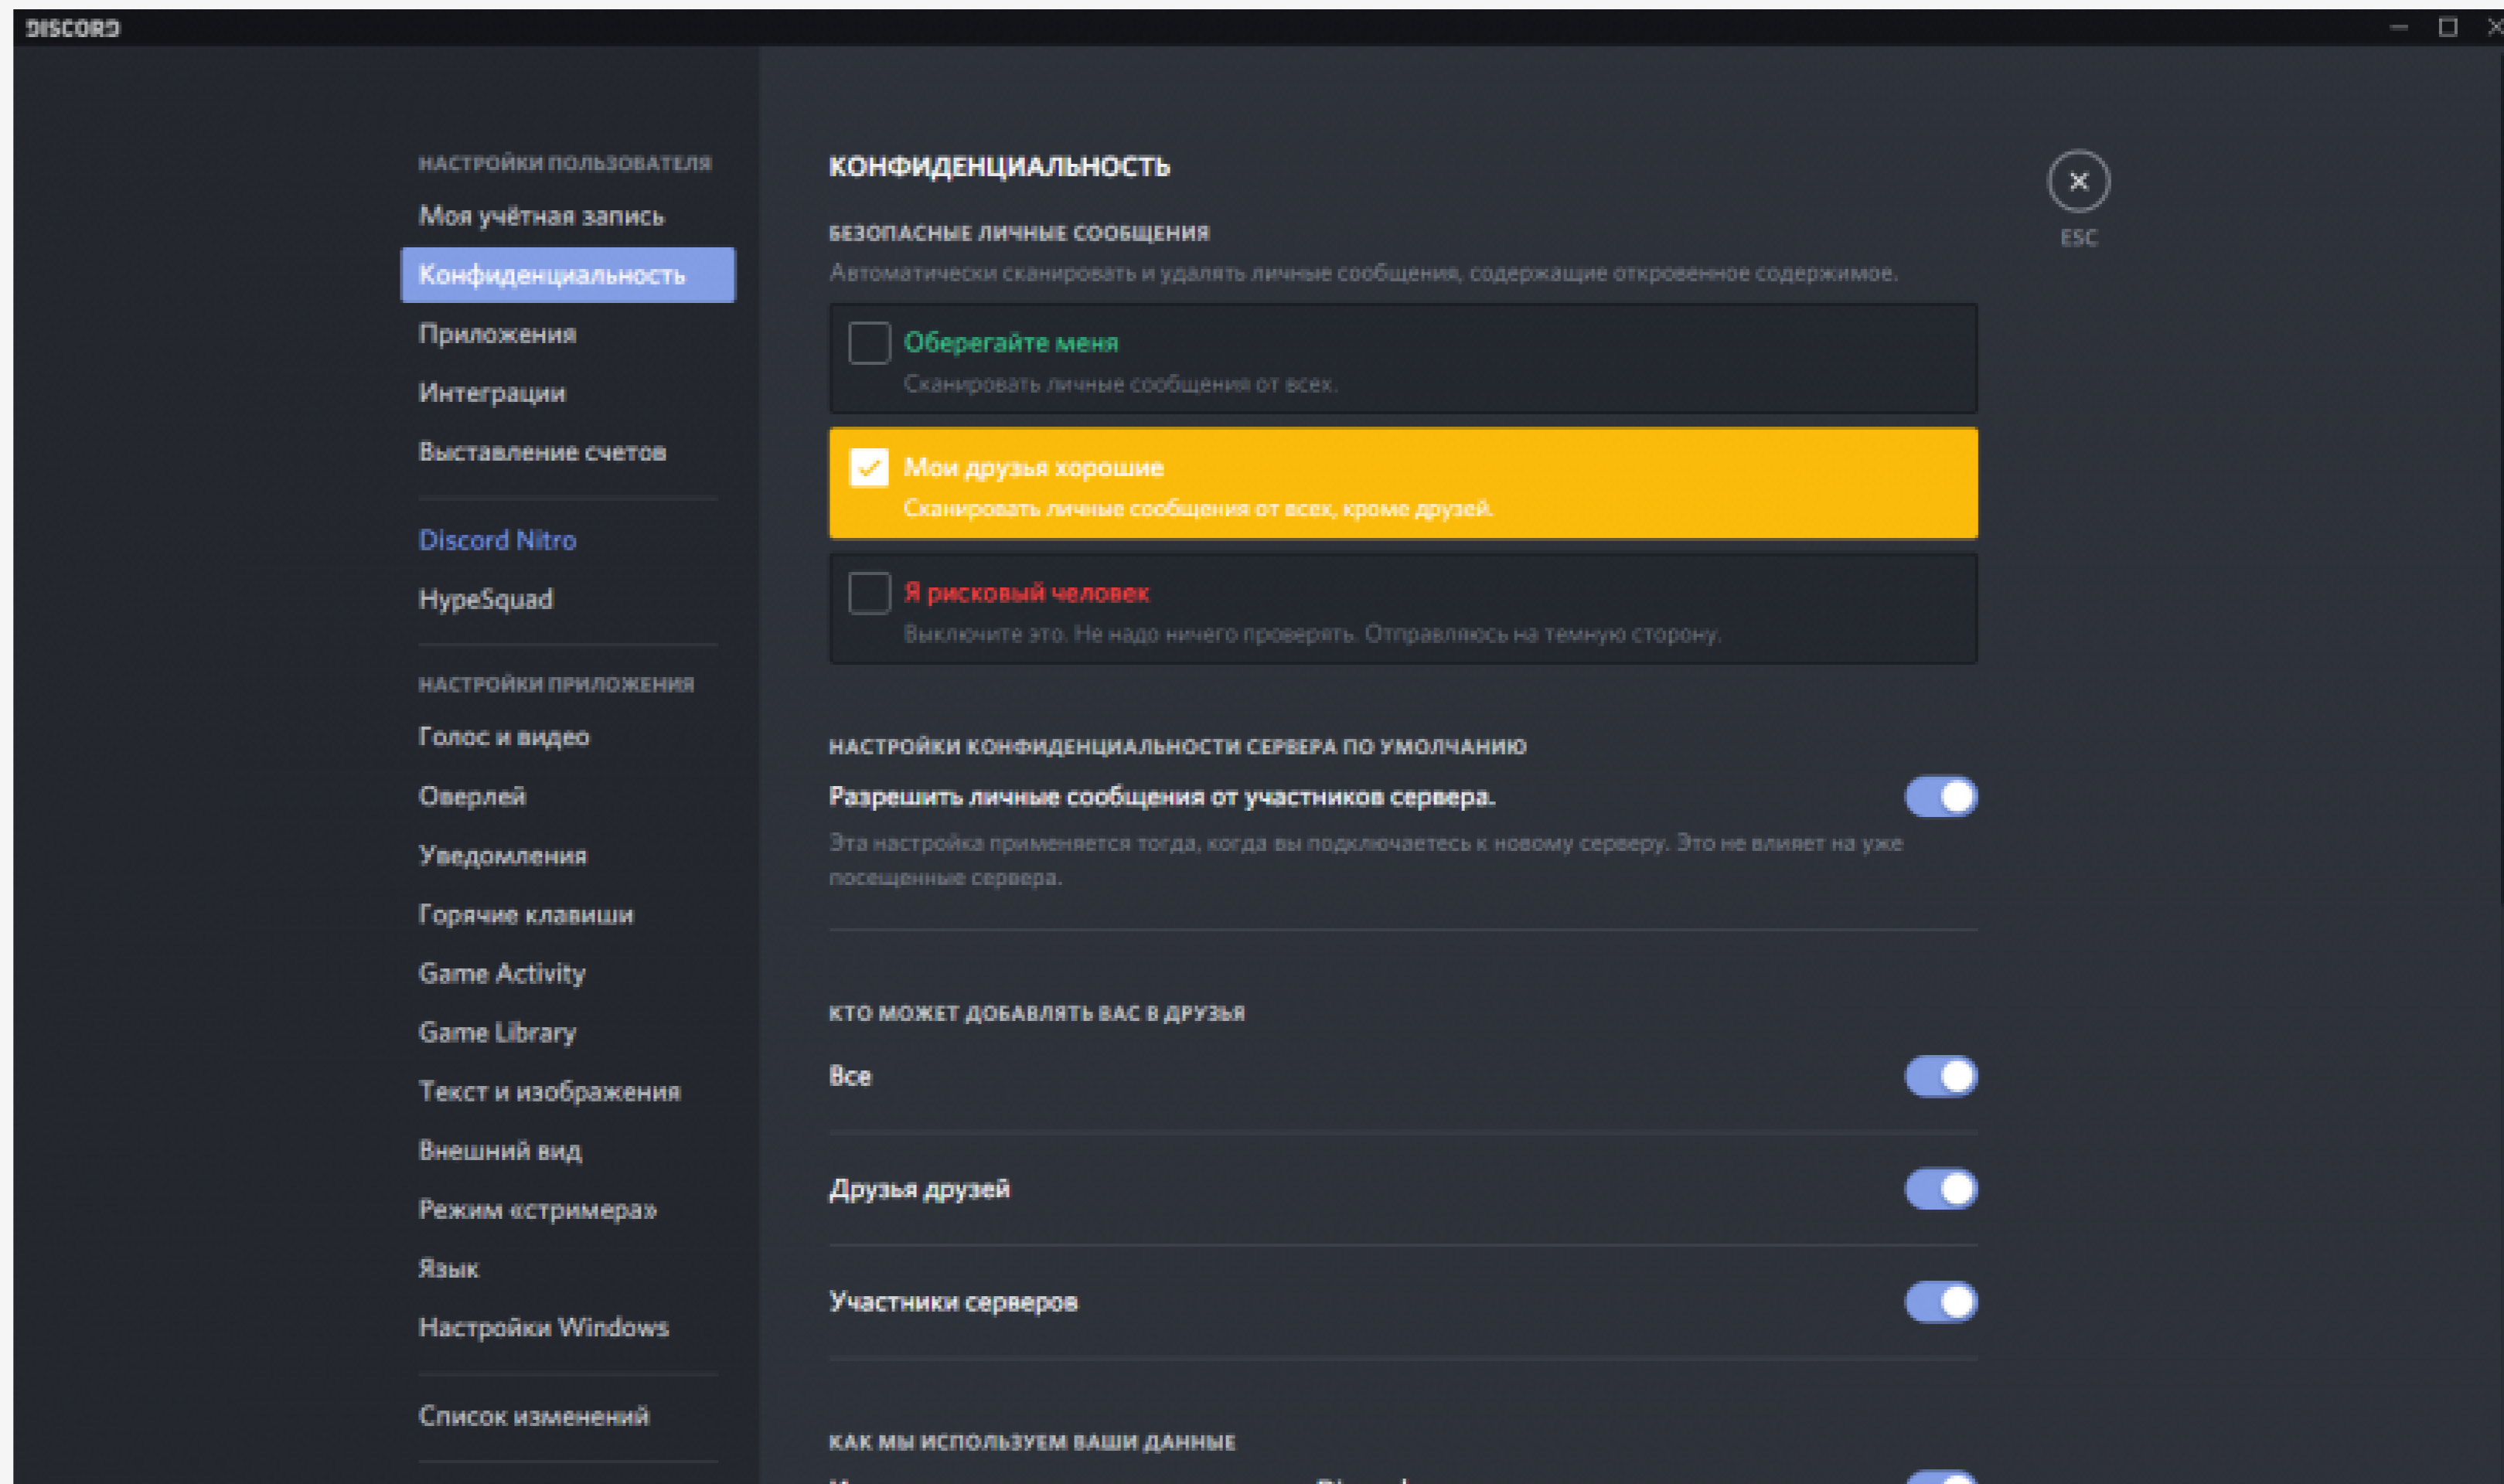 DISCORD
НАСТРОЙКИ ПОЛЬЗОВАТЕЛЯ
Моя учётная запись
Конфиденциальность
Приложения
Интеграции
Выставление счетов
Discord Nitro
HypeSquad
НАСТРОЙКИ ПРИЛОЖЕНИЯ
Голос и видео
Оверлей
Уведомления
Горячие клавиши
Game Activity
Game Library
Текст и изображения
Внешний вид
Режим «стримера»
Язык
Настройки Windows
Список изменений
КОНФИДЕНЦИАЛЬНОСТЬ
БЕЗОПАСНЫЕ ЛИЧНЫЕ СООБЩЕНИЯ
Автоматически сканировать и удалять личные сообщения, содержащие откровенное содержимое.
Оберегайте меня
Сканировать личные сообщения от всех.
Мои друзья хорошие
Сканировать личные сообщения от всех, кроме друзей.
Я рисковый человек
Выключите это. Не надо ничего проверять. Отправляюсь на темную сторону.
НАСТРОЙКИ КОНФИДЕНЦИАЛЬНОСТИ СЕРВЕРА ПО УМОЛЧАНИЮ
Разрешить личные сообщения от участников сервера.
Эта настройка применяется тогда, когда вы подключаетесь к новому серверу. Это не влияет на уже
посещенные сервера.
КТО МОЖЕТ ДОБАВЛЯТЬ ВАС В ДРУЗЬЯ
Все
Друзья друзей
Участники серверов
КАК МЫ ИСПОЛЬЗУЕМ ВАШИ ДАННЫЕ
ESC